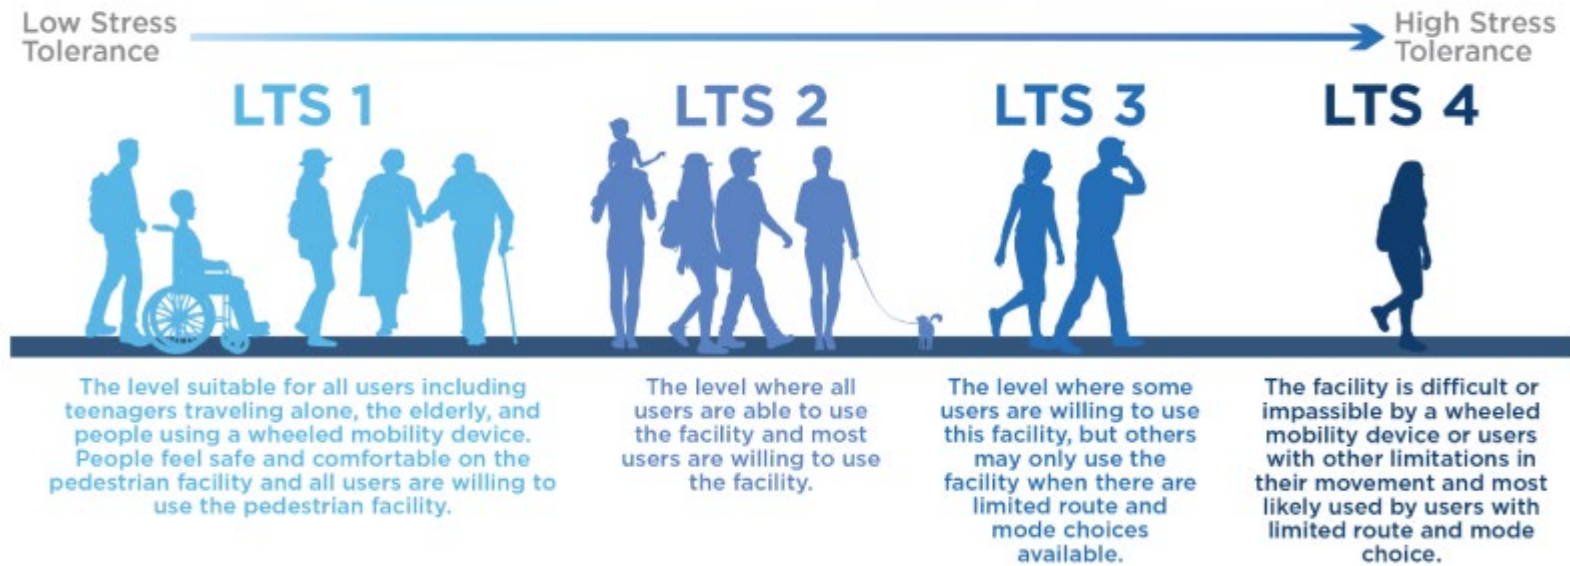 Low Stress
Tolerance
High Stress
Tolerance
LTS 1
The level suitable for all users including
teenagers traveling alone, the elderly, and
people using a wheeled mobility device.
People feel safe and comfortable on the
pedestrian facility and all users are willing to
use the pedestrian facility.
LTS 2
The level where all
users are able to use
the facility and most
users are willing to use
the facility.
LTS 3
The level where some
users are willing to use
this facility, but others
may only use the
facility when there are
limited route and
mode choices
available.
LTS 4
The facility is difficult or
impassible by a wheeled
mobility device or users
with other limitations in
their movement and most
likely used by users with
limited route and mode
choice.